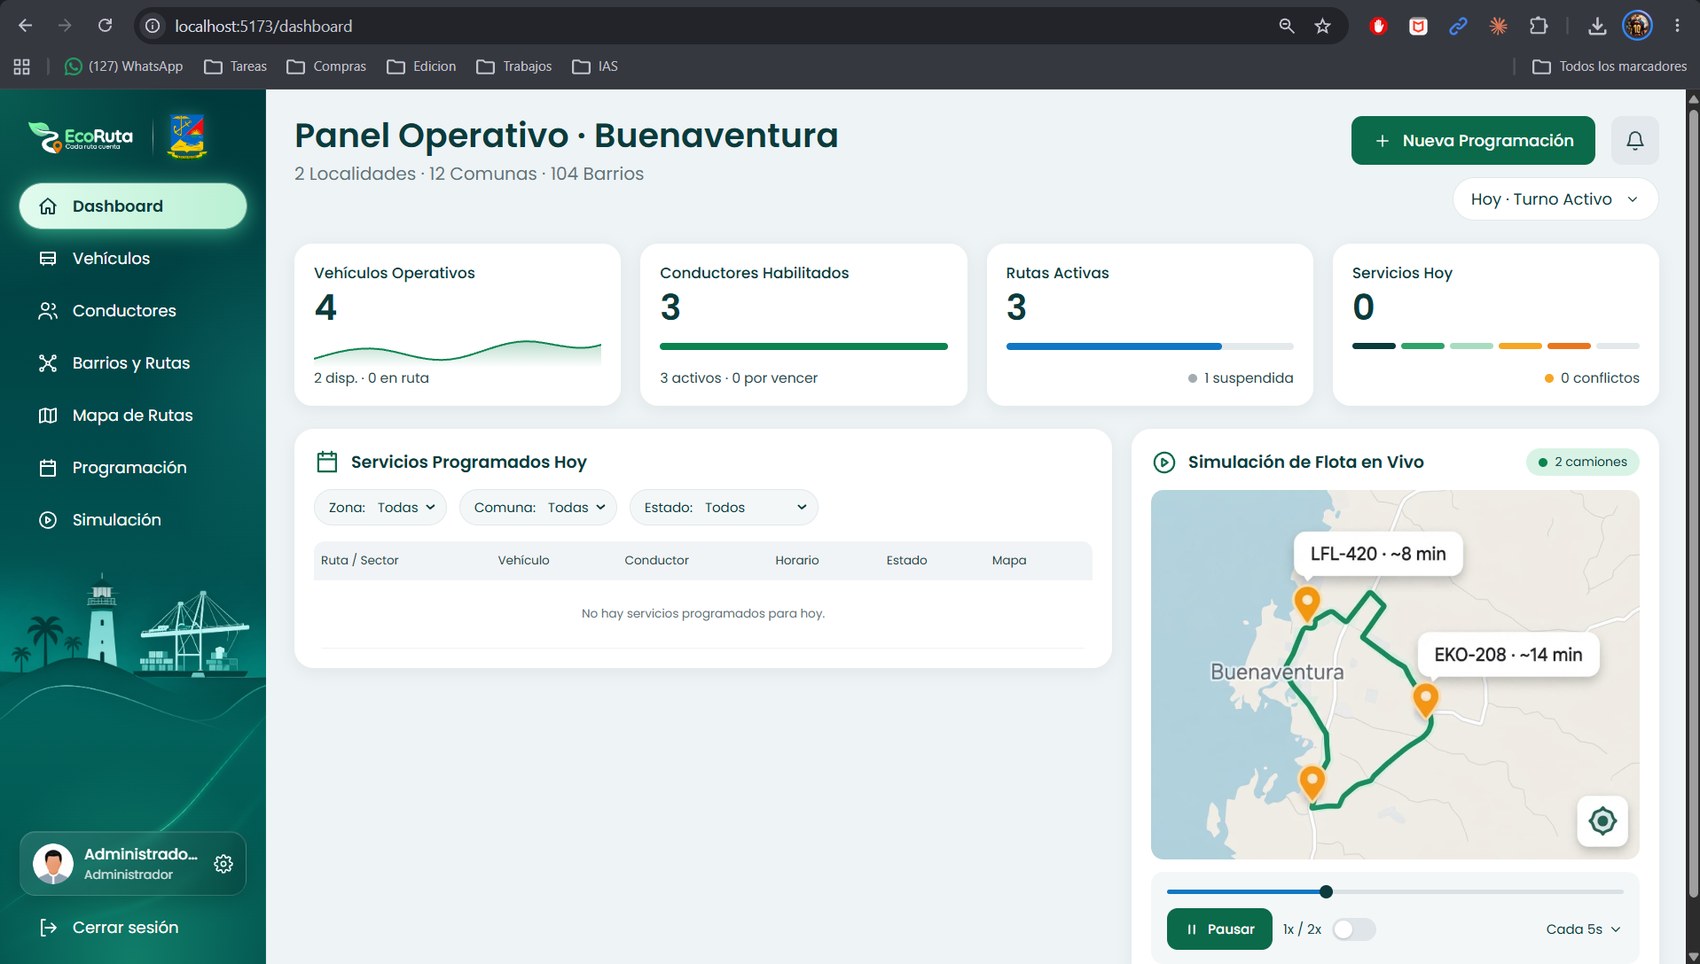 localhost:5173/dashboard
(127) WhatsApp
Tareas
Compras
Edicion
Trabajos
IAS
Todos los marcadores
EcoRuta
Cada ruta cuenta
Dashboard
Vehículos
Conductores
Barrios y Rutas
Mapa de Rutas
Programación
Simulación
Administrado...
Administrador
Cerrar sesión
Panel Operativo · Buenaventura
2 Localidades · 12 Comunas · 104 Barrios
+ Nueva Programación
Hoy · Turno Activo
Vehículos Operativos
4
2 disp. · 0 en ruta
Conductores Habilitados
3
3 activos · 0 por vencer
Rutas Activas
3
1 suspendida
Servicios Hoy
0
0 conflictos
Servicios Programados Hoy
Zona: Todas
Comuna: Todas
Estado: Todos
Ruta / Sector Vehículo Conductor Horario Estado Mapa
No hay servicios programados para hoy.
Simulación de Flota en Vivo
2 camiones
LFL-420 · ~8 min
EKO-208 · ~14 min
Buenaventura
Pausar
1x / 2x
Cada 5s